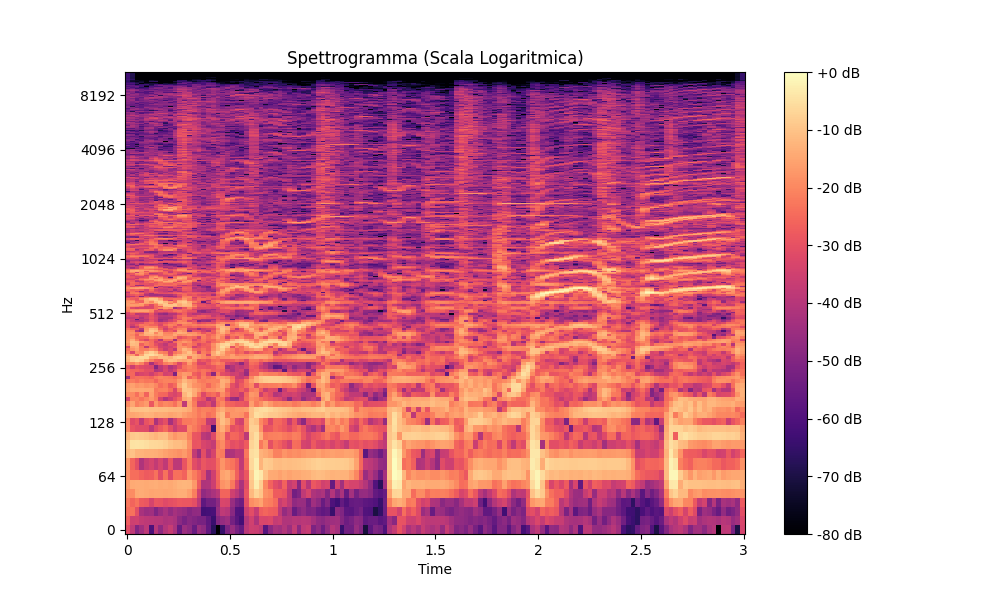 Spettrogramma (Scala Logaritmica)
8192
4096
2048
1024
512
256
128
64
0
Hz
0 0.5 1 1.5 2 2.5 3
Time
+0 dB
-10 dB
-20 dB
-30 dB
-40 dB
-50 dB
-60 dB
-70 dB
-80 dB